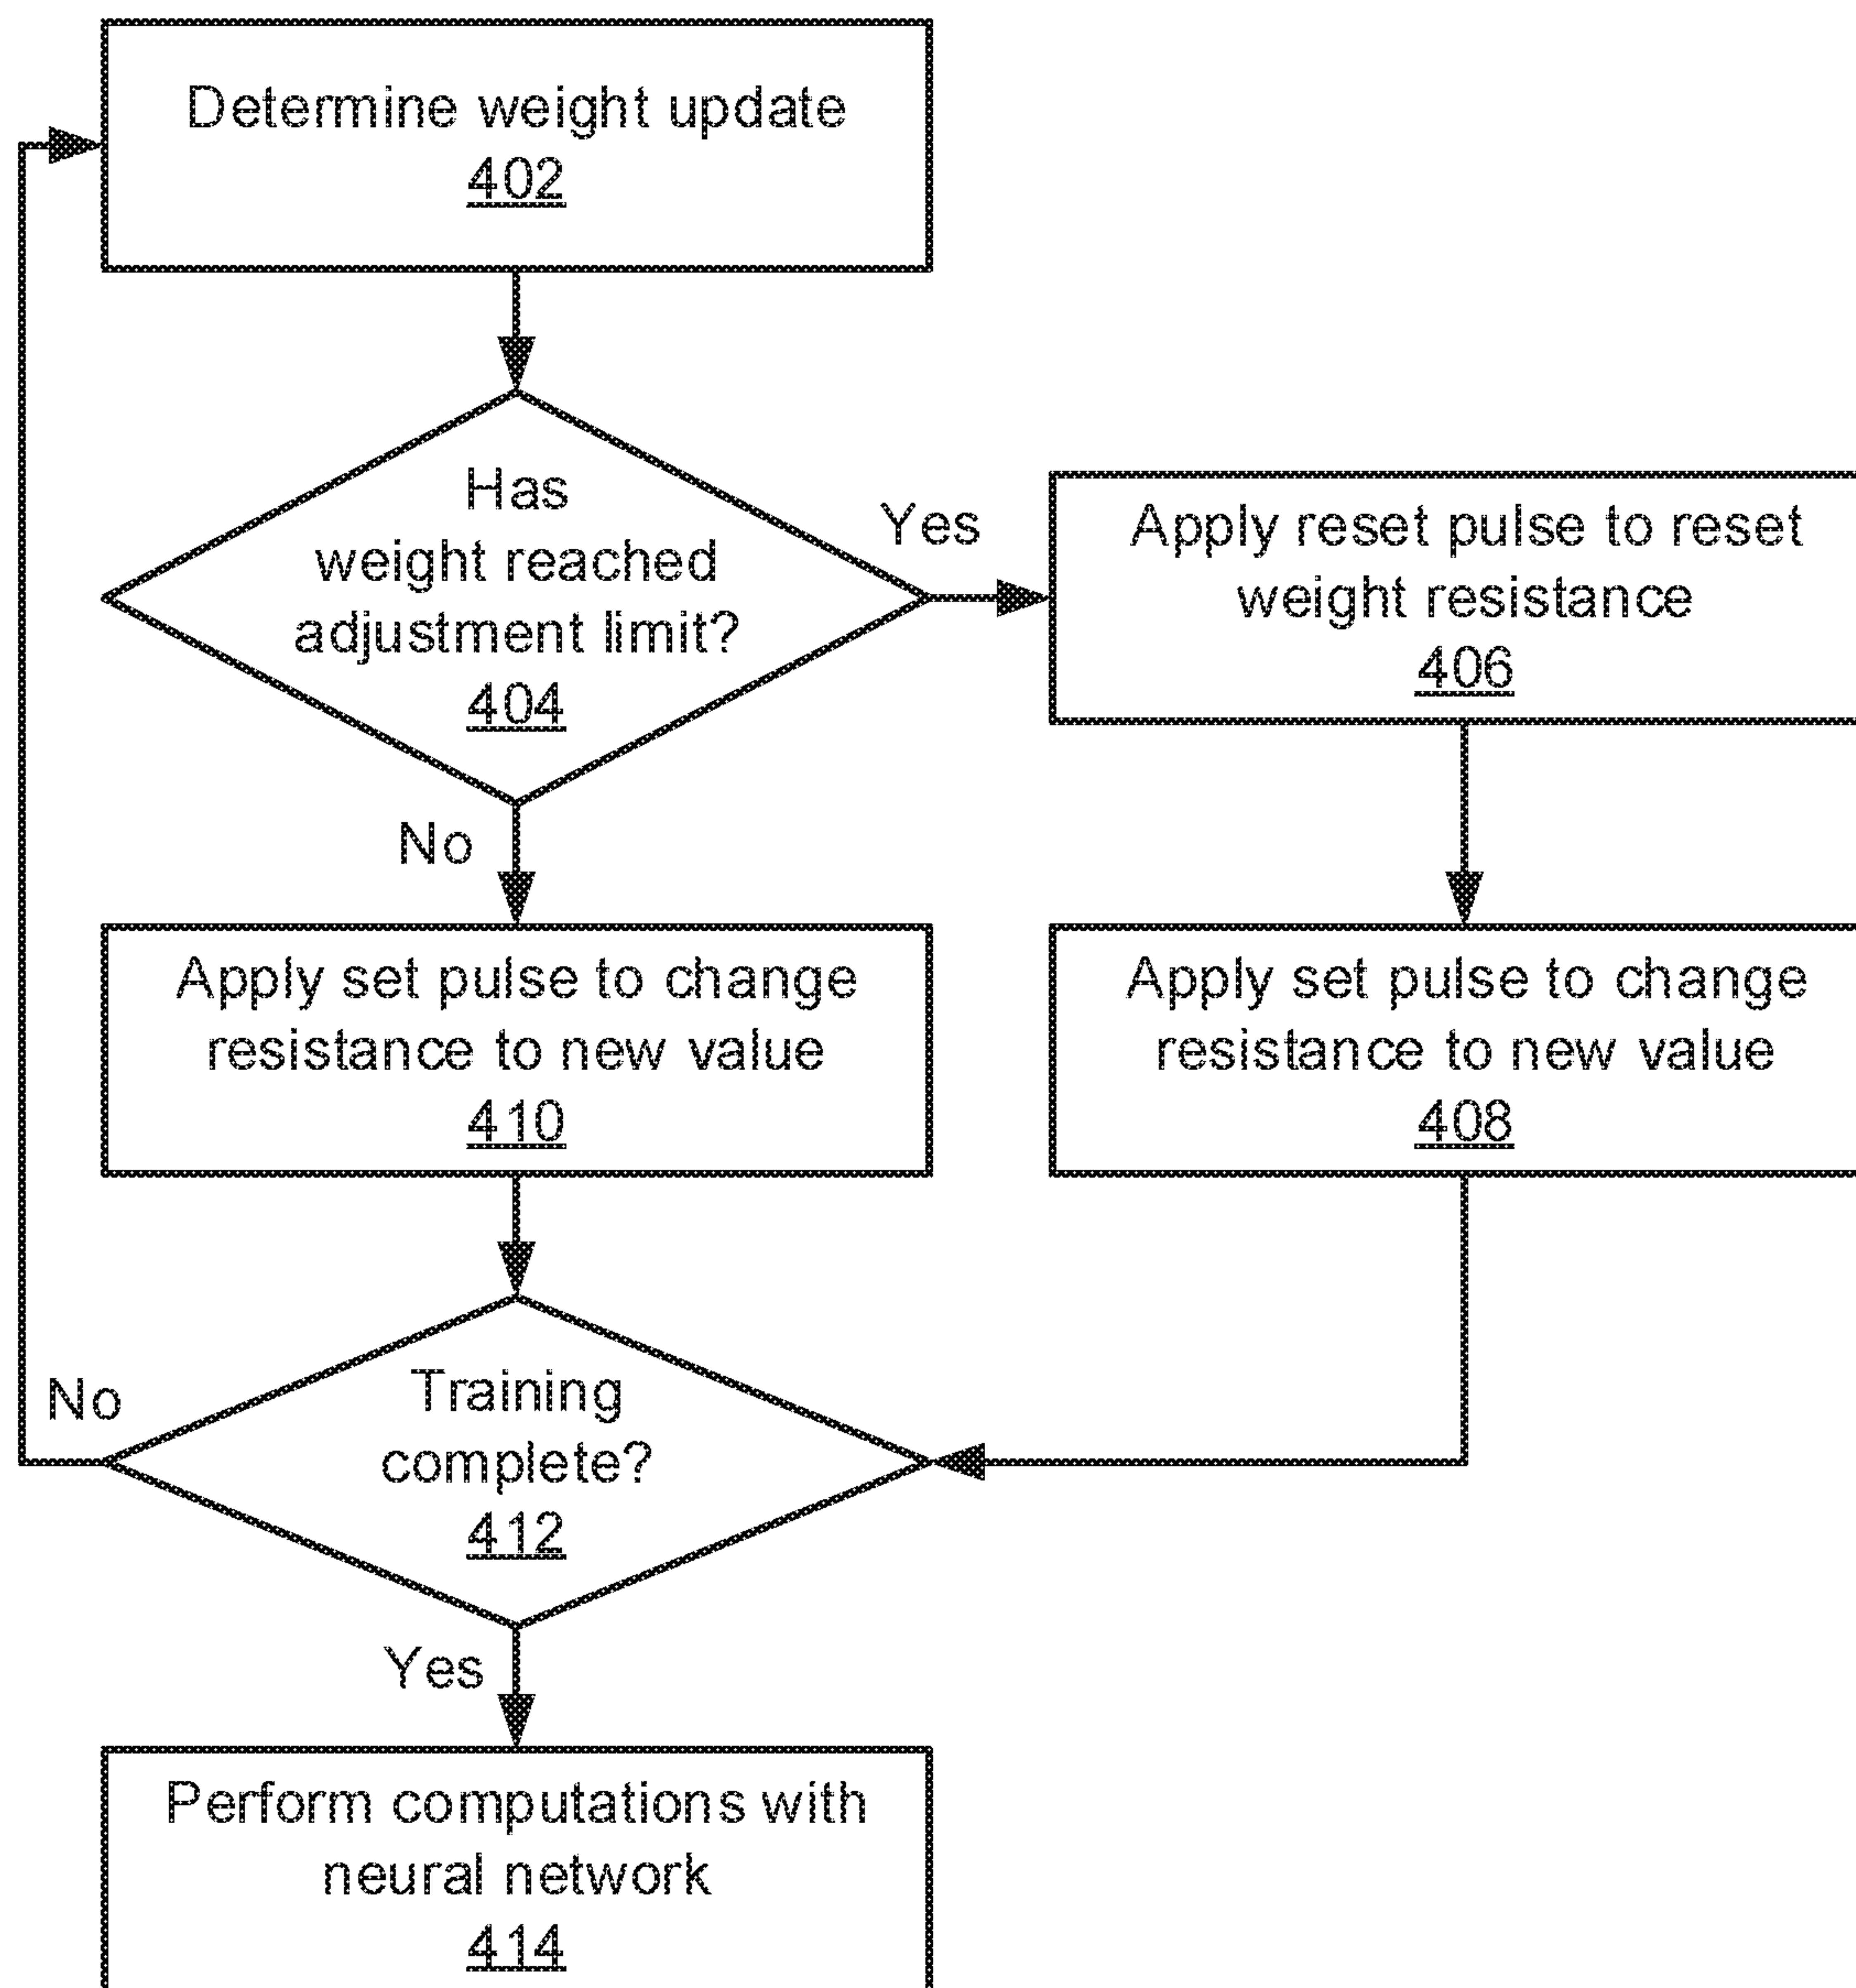 Determine weight update
402
Has
weight reached
adjustment limit?
404
Yes
Apply reset pulse to reset
weight resistance
406
No
Apply set pulse to change
resistance to new value
410
Apply set pulse to change
resistance to new value
408
No
Training
complete?
412
Yes
Perform computations with
neural network
414